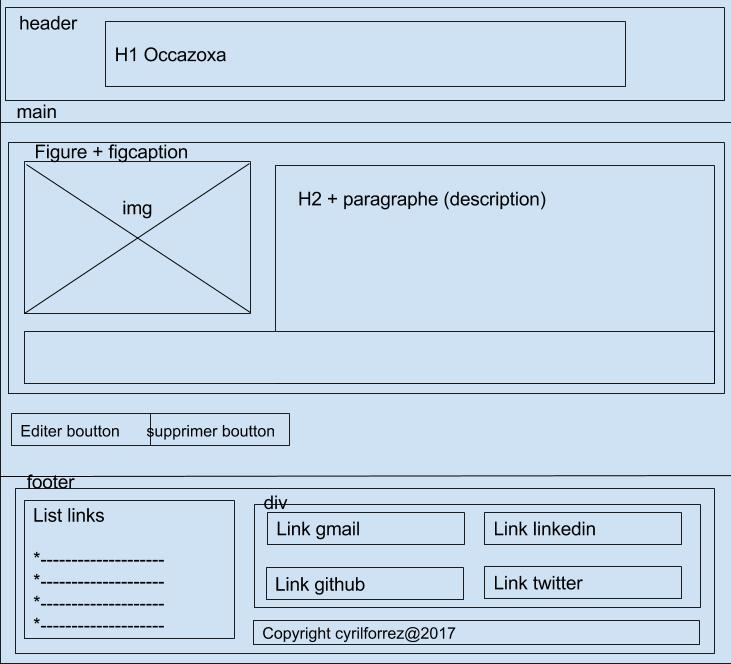 header
H1 Occazoxa
main
Figure + figcaption
img
H2 + paragraphe (description)
Editer boutton
supprimer boutton
footer
List links
*--------------------
*--------------------
*--------------------
*--------------------
div
Link gmail
Link linkedin
Link github
Link twitter
Copyright cyrilforrez@2017